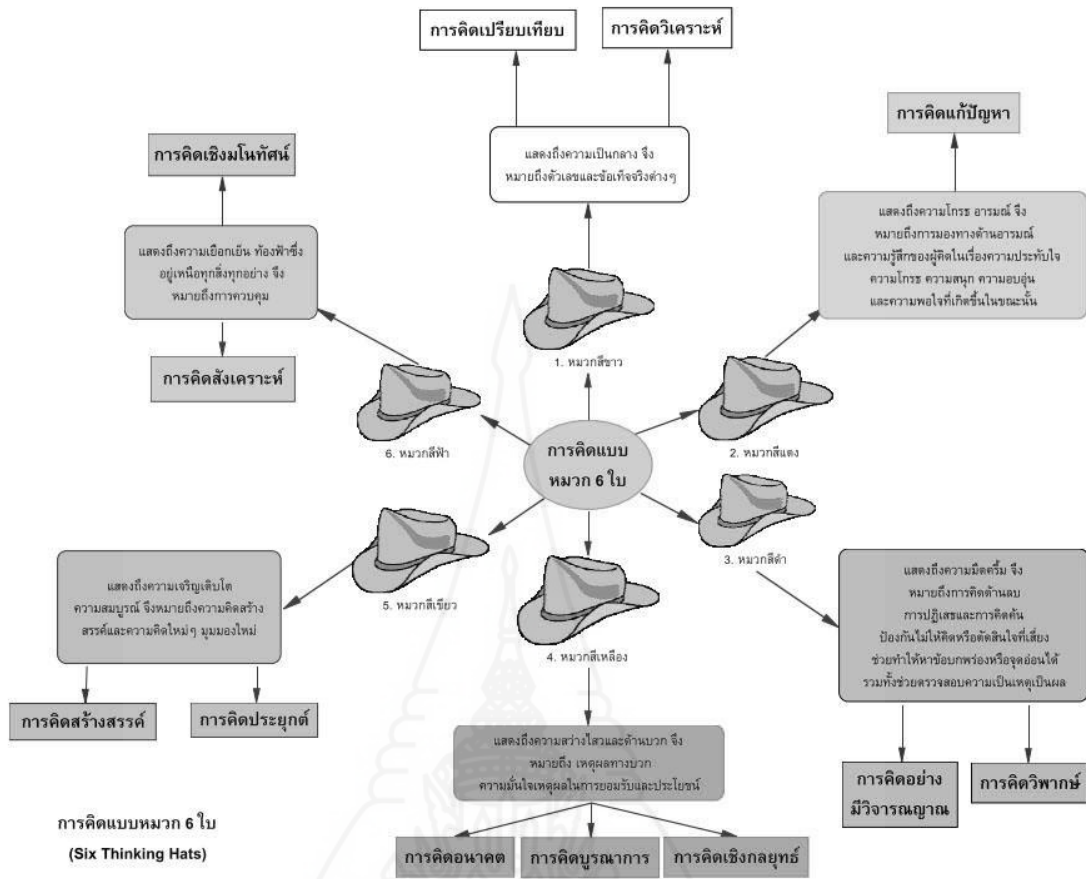 การคิดเปรียบเทียบ
การคิดวิเคราะห์
แสดงถึงความเป็นกลาง จึง
หมายถึงตัวเลขและข้อเท็จจริงต่างๆ
1. หมวกสีขาว
การคิดแก้ปัญหา
แสดงถึงความโกรธ อารมณ์ จึง
หมายถึงการมองทางด้านอารมณ์
และความรู้สึกของผู้คิดในเรื่องความประทับใจ
ความโกรธ ความสนุก ความอบอุ่น
และความพอใจที่เกิดขึ้นในขณะนั้น
2. หมวกสีแดง
การคิดเชิงมโนทัศน์
แสดงถึงความเยือกเย็น ท้องฟ้าซึ่ง
อยู่เหนือทุกสิ่งทุกอย่าง จึง
หมายถึงการควบคุม
การคิดสังเคราะห์
6. หมวกสีฟ้า
การคิดแบบ
หมวก 6 ใบ
3. หมวกสีดำ
แสดงถึงความมืดครึ้ม จึง
หมายถึงการคิดด้านลบ
การปฏิเสธและการคิดค้น
ป้องกันไม่ให้คิดหรือตัดสินใจที่เสี่ยง
ช่วยทำให้หาข้อบกพร่องหรือจุดอ่อนได้
รวมทั้งช่วยตรวจสอบความเป็นเหตุเป็นผล
การคิดอย่าง
มีวิจารณญาณ
การคิดวิพากษ์
5. หมวกสีเขียว
แสดงถึงความเจริญเติบโต
ความสมบูรณ์ จึงหมายถึงความคิดสร้าง
สรรค์และความคิดใหม่ๆ มุมมองใหม่
การคิดสร้างสรรค์
การคิดประยุกต์
4. หมวกสีเหลือง
แสดงถึงความสว่างไสวและด้านบวก จึง
หมายถึง เหตุผลทางบวก
ความมั่นใจเหตุผลในการยอมรับและประโยชน์
การคิดอนาคต
การคิดบูรณาการ
การคิดเชิงกลยุทธ์
การคิดแบบหมวก 6 ใบ
(Six Thinking Hats)